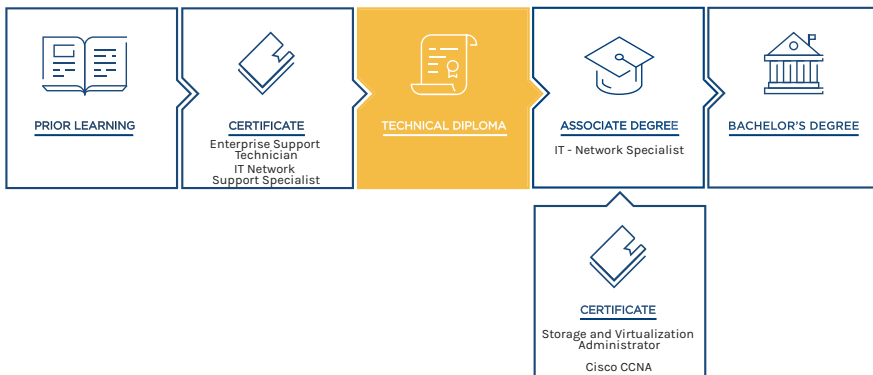 PRIOR LEARNING
CERTIFICATE
Enterprise Support
Technician
IT Network
Support Specialist
TECHNICAL DIPLOMA
ASSOCIATE DEGREE
IT - Network Specialist
BACHELOR'S DEGREE
CERTIFICATE
Storage and Virtualization
Administrator
Cisco CCNA